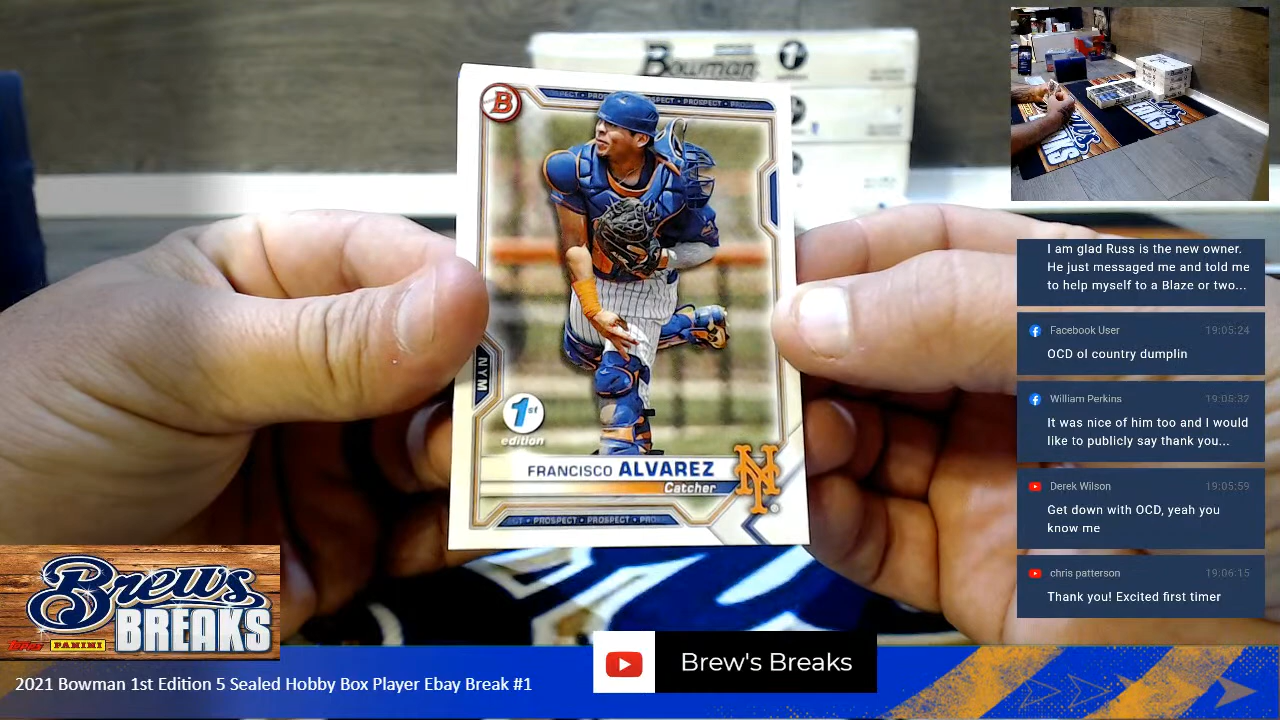 Bowman 1st
B
PROSPECT • PROSPECT
NYM
1st
edition
FRANCISCO ALVAREZ
Catcher
NY
PROSPECT • PROSPECT
I am glad Russ is the new owner.
He just messaged me and told me
to help myself to a Blaze or two...
Facebook User 19:05:24
OCD ol country dumplin
William Perkins 19:05:32
It was nice of him too and I would
like to publicly say thank you...
Derek Wilson 19:05:59
Get down with OCD, yeah you
know me
chris patterson 19:06:15
Thank you! Excited first timer
Brews
BREAKS
Topps PANINI
Brew's Breaks
2021 Bowman 1st Edition 5 Sealed Hobby Box Player Ebay Break #1